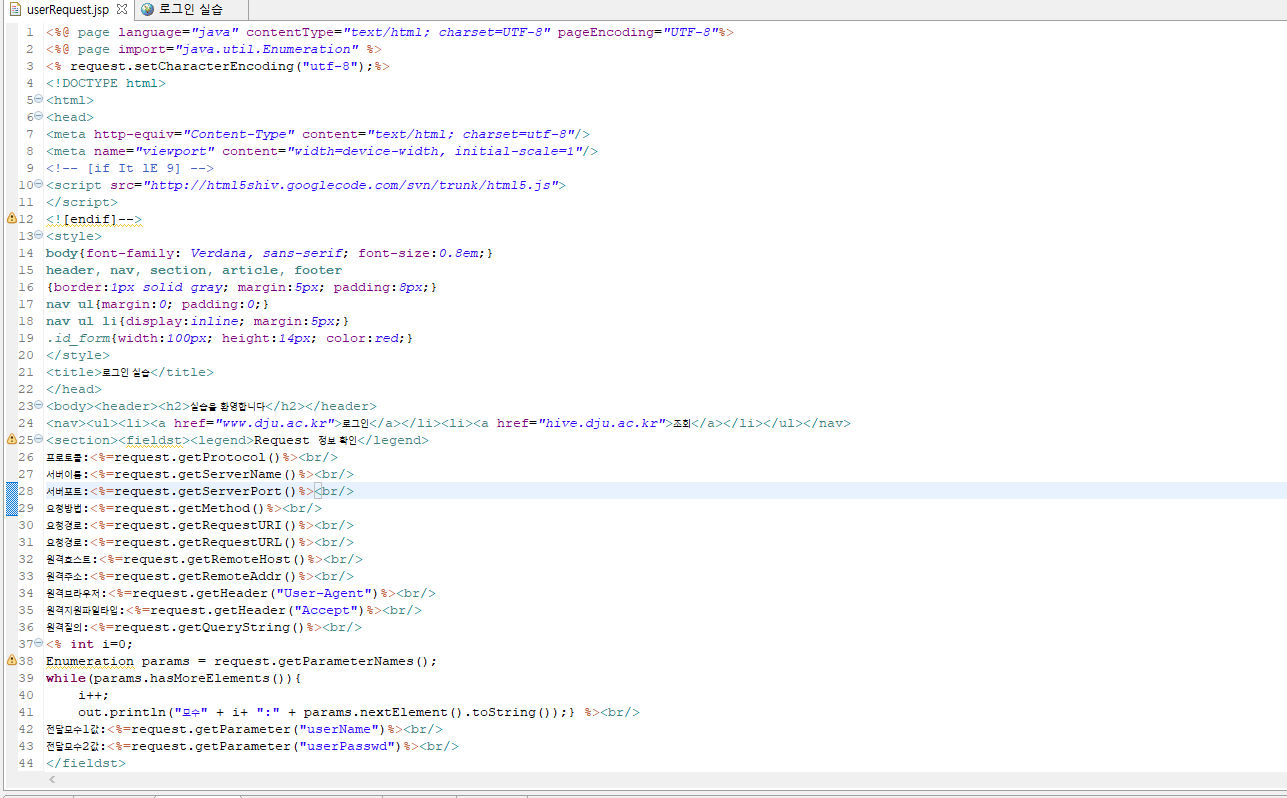 userRequest.jsp 로그인 실습
1 <%@ page language="java" contentType="text/html; charset=UTF-8" pageEncoding="UTF-8"%>
2 <%@ page import="java.util.Enumeration" %>
3 <% request.setCharacterEncoding("utf-8");%>
4 <!DOCTYPE html>
5 <html>
6 <head>
7 <meta http-equiv="Content-Type" content="text/html; charset=utf-8"/>
8 <meta name="viewport" content="width=device-width, initial-scale=1"/>
9 <!-- [if It lE 9] -->
10 <script src="http://html5shiv.googlecode.com/svn/trunk/html5.js">
11 </script>
12 <![endif]-->
13 <style>
14 body{font-family: Verdana, sans-serif; font-size:0.8em;}
15 header, nav, section, article, footer
16 {border:1px solid gray; margin:5px; padding:8px;}
17 nav ul{margin:0; padding:0;}
18 nav ul li{display:inline; margin:5px;}
19 .id_form{width:100px; height:14px; color:red;}
20 </style>
21 <title>로그인 실습</title>
22 </head>
23 <body><header><h2>실습을 환영합니다</h2></header>
24 <nav><ul><li><a href="www.dju.ac.kr">로그인</a></li><li><a href="hive.dju.ac.kr">조회</a></li></ul></nav>
25 <section><fieldst><legend>Request 정보 확인</legend>
26 프로토콜:<%=request.getProtocol()%><br/>
27 서버이름:<%=request.getServerName()%><br/>
28 서버포트:<%=request.getServerPort()%><br/>
29 요청방법:<%=request.getMethod()%><br/>
30 요청경로:<%=request.getRequestURI()%><br/>
31 요청경로:<%=request.getRequestURL()%><br/>
32 원격호스트:<%=request.getRemoteHost()%><br/>
33 원격주소:<%=request.getRemoteAddr()%><br/>
34 원격브라우저:<%=request.getHeader("User-Agent")%><br/>
35 원격지원파일타입:<%=request.getHeader("Accept")%><br/>
36 원격질의:<%=request.getQueryString()%><br/>
37 <% int i=0;
38 Enumeration params = request.getParameterNames();
39 while(params.hasMoreElements()){
40 i++;
41 out.println("모수" + i+ ":" + params.nextElement().toString());} %><br/>
42 전달모수1값:<%=request.getParameter("userName")%><br/>
43 전달모수2값:<%=request.getParameter("userPasswd")%><br/>
44 </fieldst>